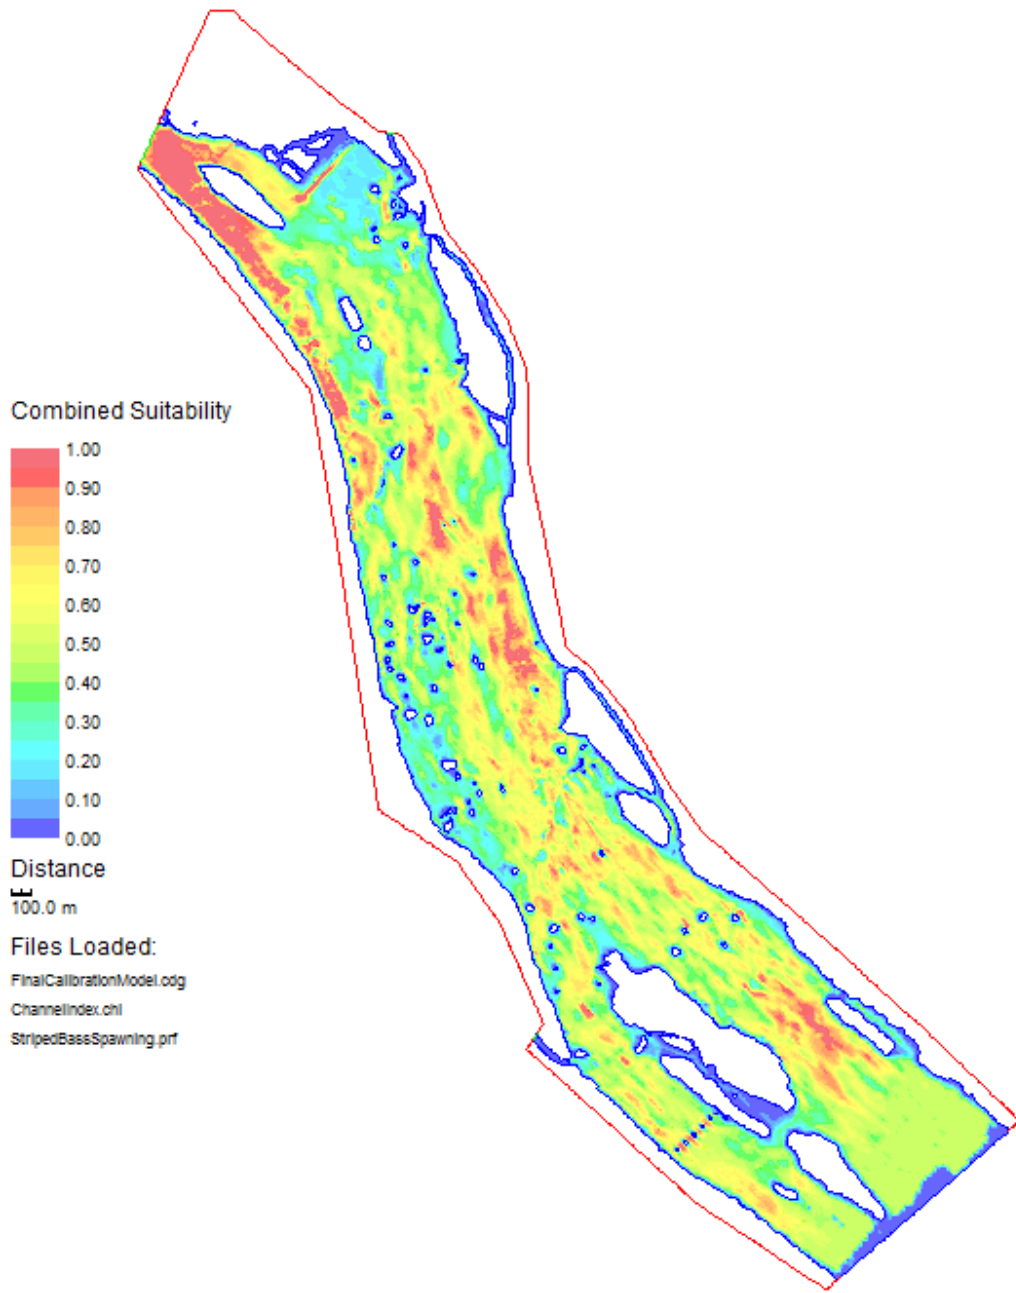 Combined Suitability
1.00
0.90
0.80
0.70
0.60
0.50
0.40
0.30
0.20
0.10
0.00
Distance
100.0 m
Files Loaded:
FinalCalibrationModel.cdg
ChannelIndex.chi
StripedBassSpawning.prf